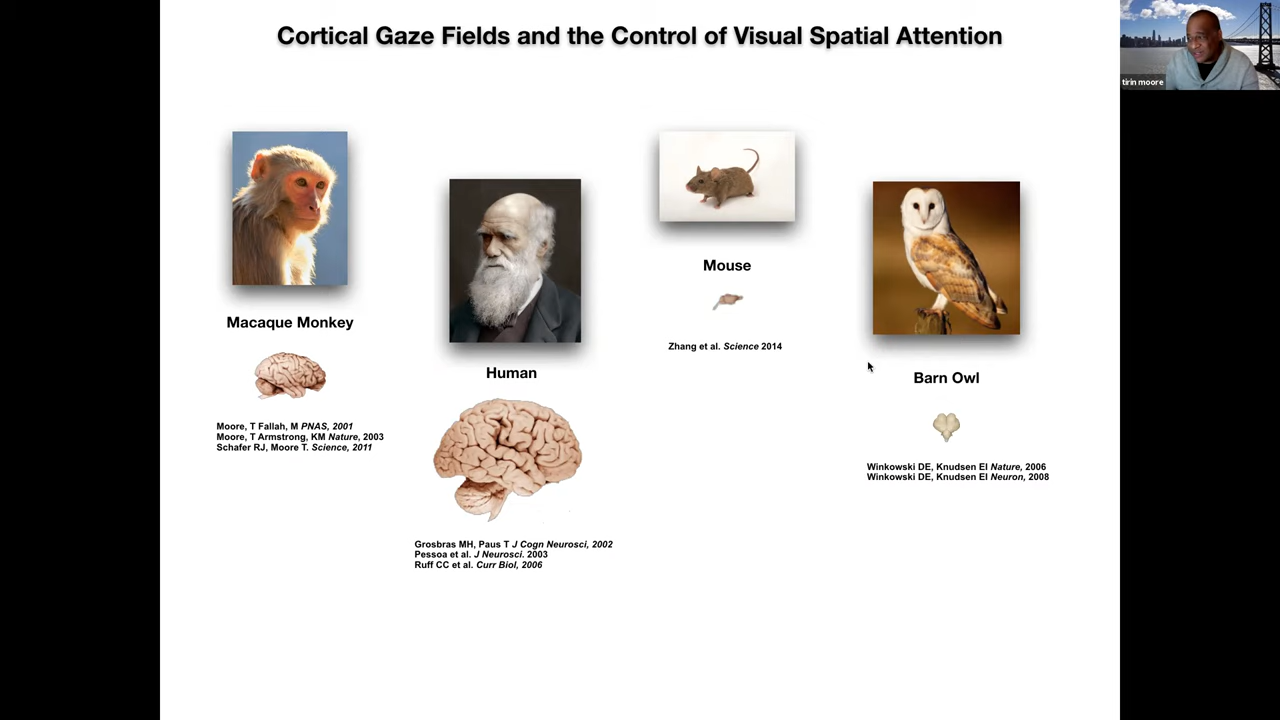 Cortical Gaze Fields and the Control of Visual Spatial Attention
tirin moore
Macaque Monkey
Moore, T Fallah, M PNAS, 2001
Moore, T Armstrong, KM Nature, 2003
Schafer RJ, Moore T. Science, 2011
Human
Grosbras MH, Paus T J Cogn Neurosci, 2002
Pessoa et al. J Neurosci. 2003
Ruff CC et al. Curr Biol, 2006
Mouse
Zhang et al. Science 2014
Barn Owl
Winkowski DE, Knudsen EI Nature, 2006
Winkowski DE, Knudsen EI Neuron, 2008